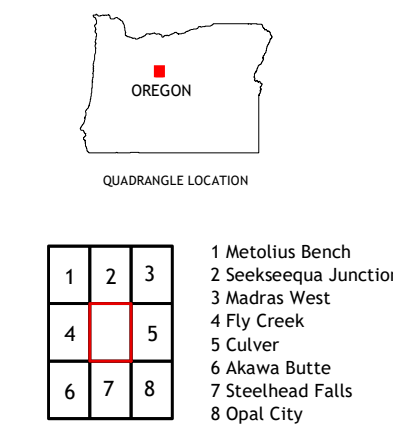 OREGON
QUADRANGLE LOCATION
1 2 3
4 5
6 7 8
1 Metolius Bench
2 Seekseequa Junction
3 Madras West
4 Fly Creek
5 Culver
6 Akawa Butte
7 Steelhead Falls
8 Opal City